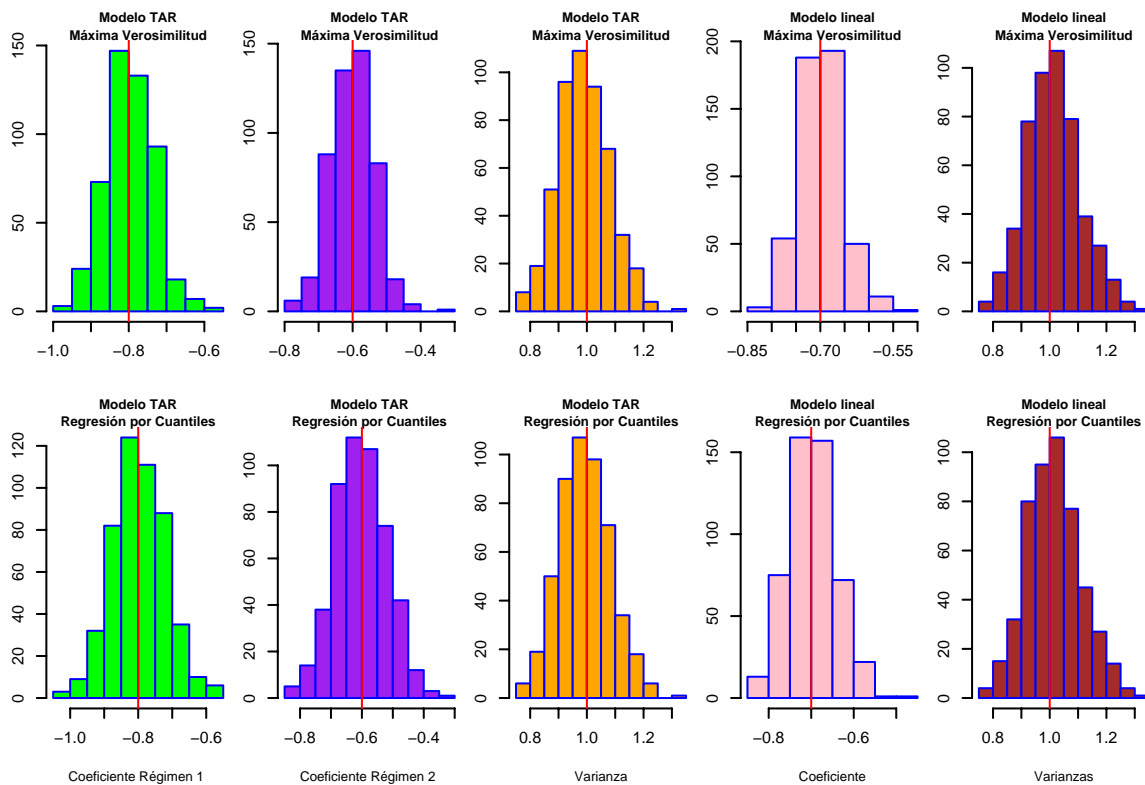 Modelo TAR
Máxima Verosimilitud
Modelo TAR
Máxima Verosimilitud
Modelo TAR
Máxima Verosimilitud
Modelo lineal
Máxima Verosimilitud
Modelo lineal
Máxima Verosimilitud
0 50 100 150
−1.0 −0.8 −0.6
0 50 100 150
−0.8 −0.6 −0.4
0 20 40 60 80 100
0.8 1.0 1.2
0 50 100 150 200
−0.85 −0.70 −0.55
0 20 40 60 80 100
0.8 1.0 1.2
Modelo TAR
Regresión por Cuantiles
Modelo TAR
Regresión por Cuantiles
Modelo TAR
Regresión por Cuantiles
Modelo lineal
Regresión por Cuantiles
Modelo lineal
Regresión por Cuantiles
0 20 40 60 80 100 120
−1.0 −0.8 −0.6
0 20 40 60 80 100
−0.8 −0.6 −0.4
0 20 40 60 80 100
0.8 1.0 1.2
0 50 100 150
−0.8 −0.6
0 20 40 60 80 100
0.8 1.0 1.2
Coeficiente Régimen 1
Coeficiente Régimen 2
Varianza
Coeficiente
Varianzas